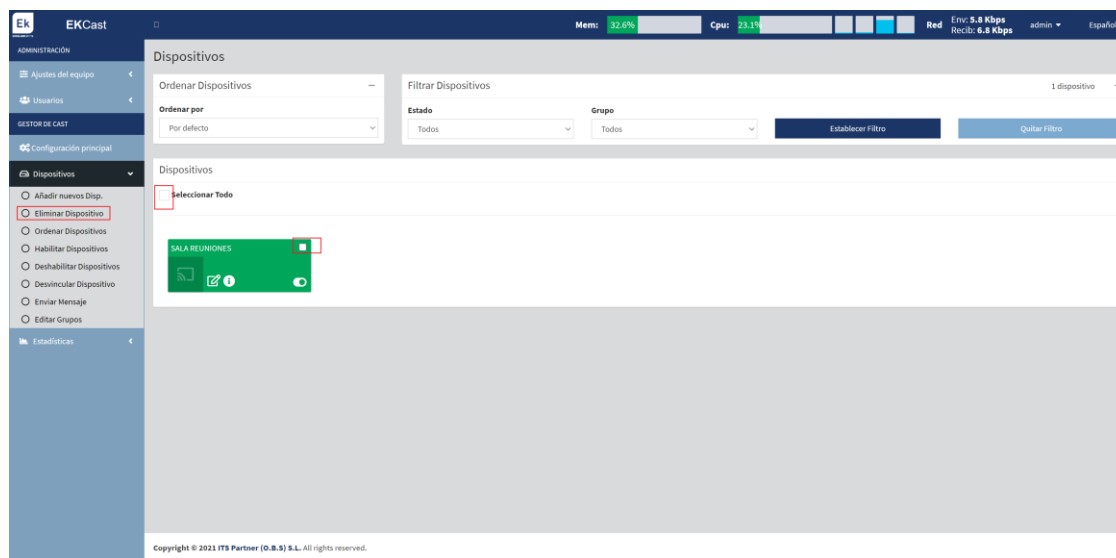 Ek EKCast Mem: 32.6% Cpu: 23.1% Red Env: 5.8 Kbps Recib: 6.8 Kbps admin Español
ADMINISTRACIÓN
Ajustes del equipo
Usuarios
GESTOR DE CAST
Configuración principal
Dispositivos
Añadir nuevos Disp.
Eliminar Dispositivo
Ordenar Dispositivos
Habilitar Dispositivos
Deshabilitar Dispositivos
Desvincular Dispositivo
Enviar Mensaje
Editar Grupos
Estadísticas
Dispositivos
Ordenar Dispositivos
Ordenar por
Por defecto
Filtrar Dispositivos 1 dispositivo
Estado Grupo
Todos Todos Establecer Filtro Quitar Filtro
Dispositivos
Seleccionar Todo
SALA REUNIONES
Copyright © 2021 ITS Partner (O.B.S) S.L. All rights reserved.